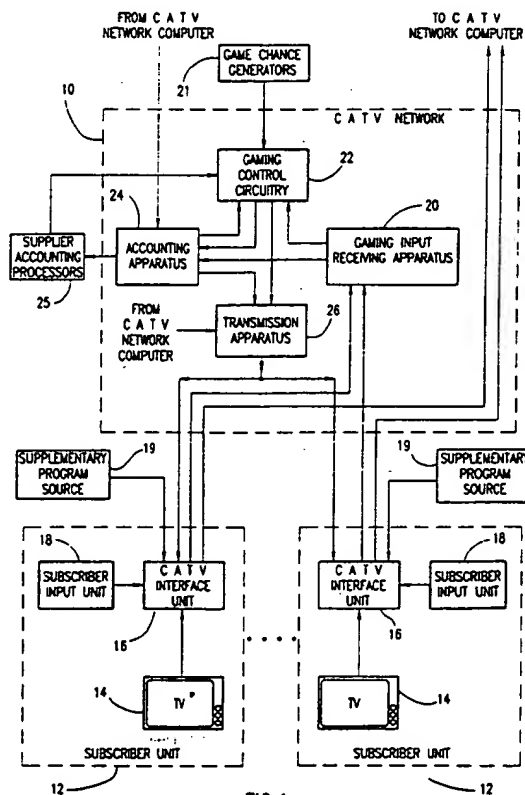 FROM C A T V
NETWORK COMPUTER
TO C A T V
NETWORK COMPUTER
GAME CHANCE
GENERATORS
21
10
C A T V NETWORK
GAMING
CONTROL
CIRCUITRY
22
24
20
SUPPLIER
ACCOUNTING
PROCESSORS
25
ACCOUNTING
APPARATUS
GAMING INPUT
RECEIVING APPARATUS
FROM
C A T V
NETWORK
COMPUTER
TRANSMISSION
APPARATUS
26
SUPPLEMENTARY
PROGRAM
SOURCE
19
19
SUPPLEMENTARY
PROGRAM
SOURCE
18
SUBSCRIBER
INPUT UNIT
C A T V
INTERFACE
UNIT
16
C A T V
INTERFACE
UNIT
16
18
SUBSCRIBER
INPUT UNIT
14
TV
TV
14
SUBSCRIBER UNIT
SUBSCRIBER UNIT
12
12